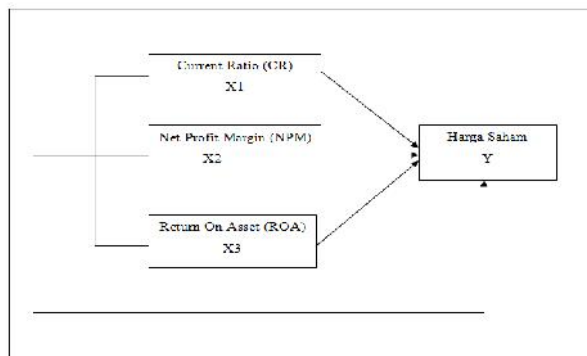 Current Ratio (CR)
X1
Net Profit Margin (NPM)
X2
Harga Saham
Y
Return On Asset (ROA)
X3